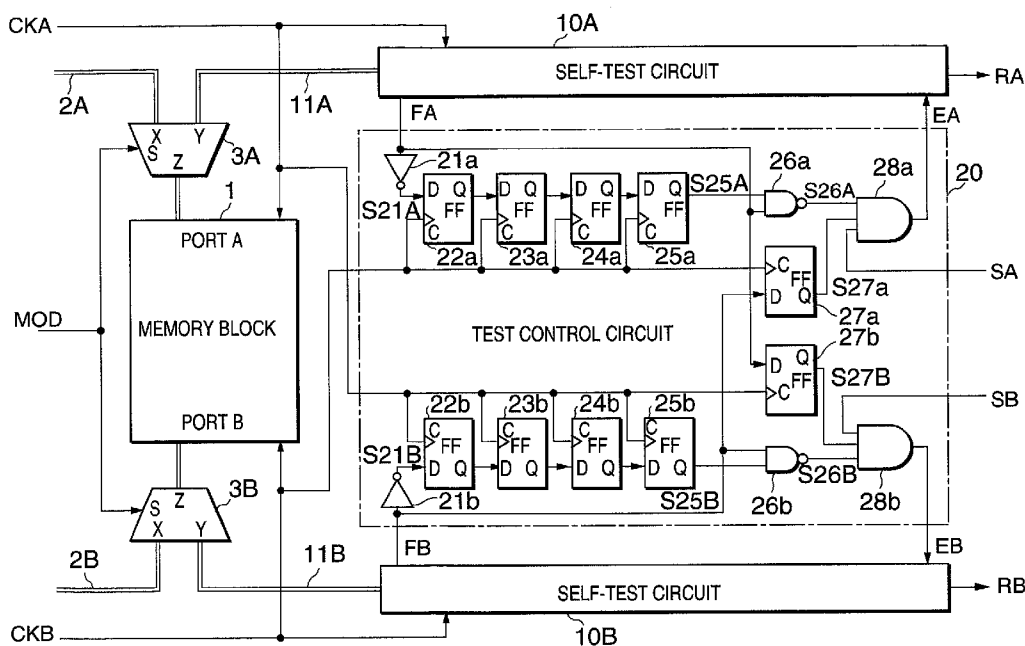 CKA
10A
SELF-TEST CIRCUIT
RA
2A
11A
FA
EA
X Y
S
Z
3A
21a
S21A
D Q
FF
C
22a
D Q
FF
C
23a
D Q
FF
C
24a
D Q
FF
C
25a
S25A
26a
S26A
28a
20
1
PORT A
MEMORY BLOCK
PORT B
MOD
TEST CONTROL CIRCUIT
C
FF
D Q
S27a
27a
SA
27b
D Q
FF
C
S27B
SB
22b
C
FF
D Q
23b
C
FF
D Q
24b
C
FF
D Q
25b
C
FF
D Q
S21B
21b
S25B
26b
S26B
28b
Z
S
X Y
3B
2B
11B
FB
EB
SELF-TEST CIRCUIT
RB
CKB
10B